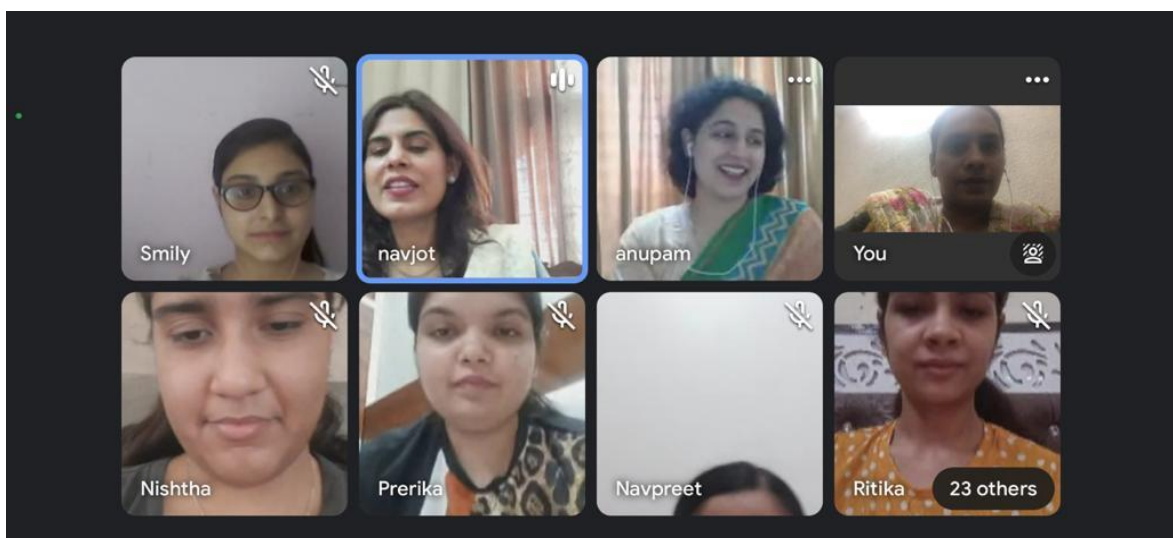 Smily
navjot
anupam
You
Nishtha
Prerika
Navpreet
Ritika
23 others